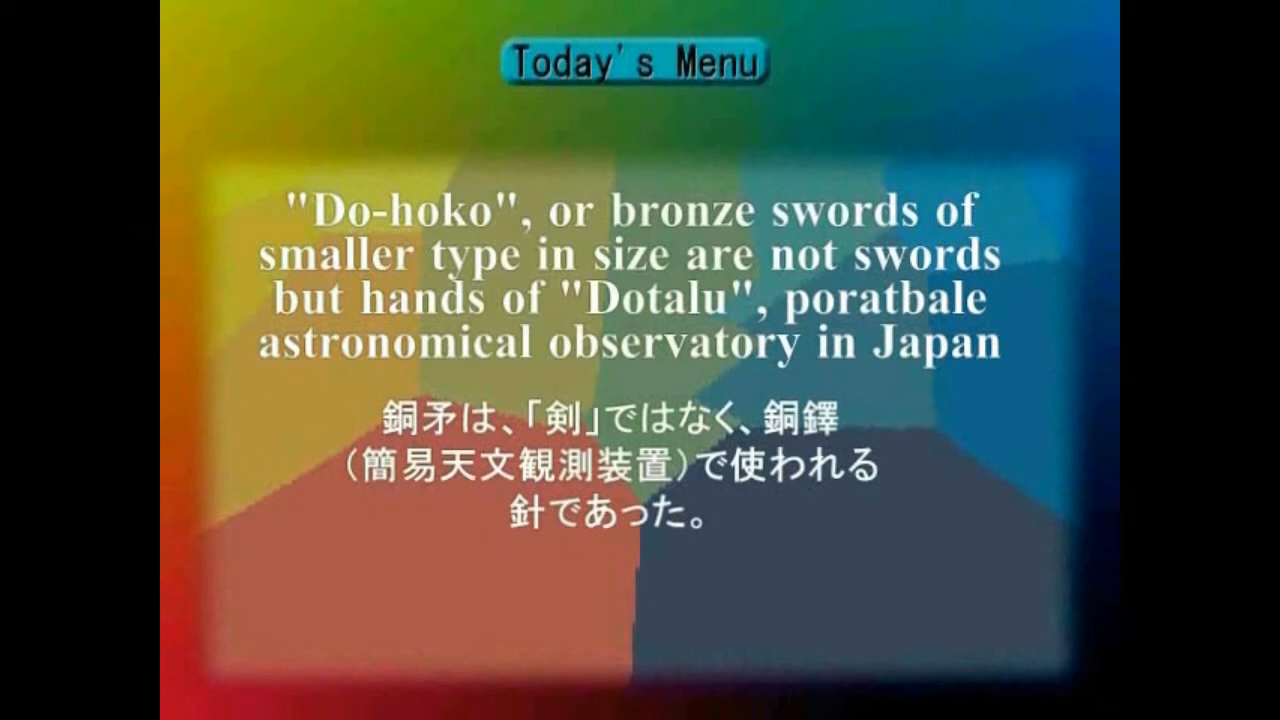 Today's Menu
"Do-hoko", or bronze swords of
smaller type in size are not swords
but hands of "Dotalu", poratbale
astronomical observatory in Japan
銅矛は、「剣」ではなく、銅鐸
（簡易天文観測装置）で使われる
針であった。